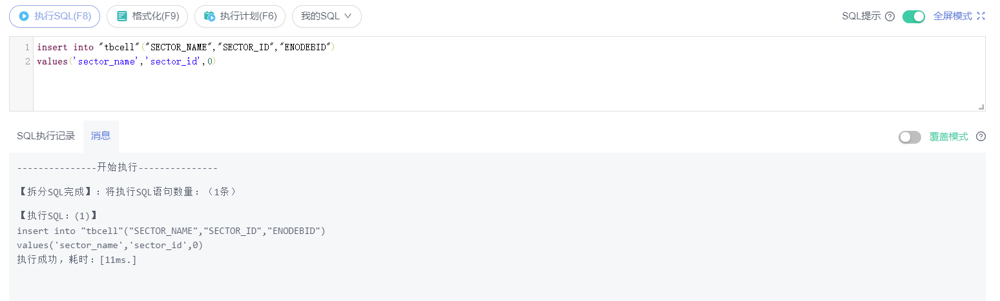 执行SQL(F8) 格式化(F9) 执行计划(F6) 我的SQL SQL提示 全屏模式
1 insert into "tbcell"("SECTOR_NAME","SECTOR_ID","ENODEBID")
2 values('sector_name','sector_id',0)
SQL执行记录 消息 覆盖模式
---------------开始执行---------------
【拆分SQL完成】：将执行SQL语句数量：（1条）
【执行SQL：(1)】
insert into "tbcell"("SECTOR_NAME","SECTOR_ID","ENODEBID")
values('sector_name','sector_id',0)
执行成功，耗时：[11ms.]